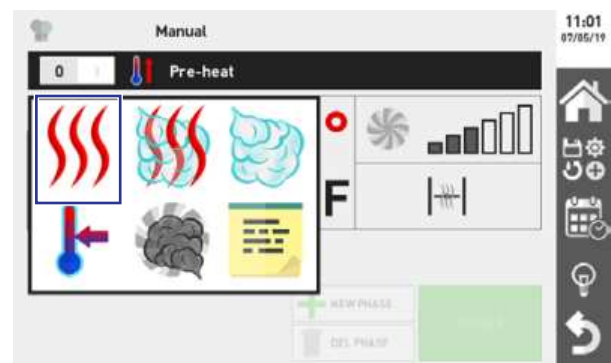 Manual
11:01
07/05/19
0
Pre-heat
F
NEW PHASE
DEL PHASE